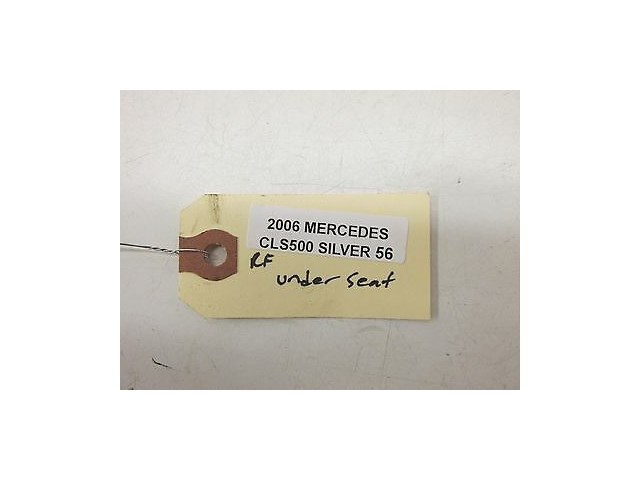 2006 MERCEDES
CLS500 SILVER 56
RF
under seat